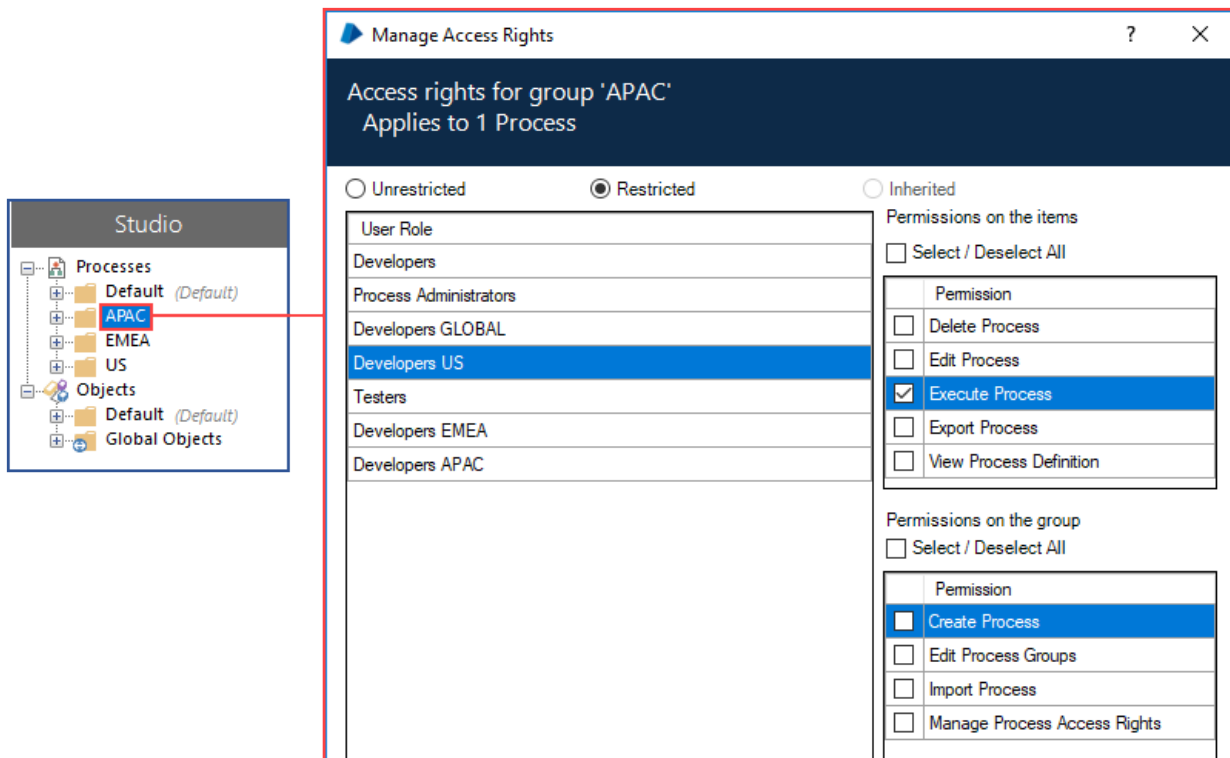 Studio
Processes
Default (Default)
APAC
EMEA
US
Objects
Default (Default)
Global Objects
Manage Access Rights ?
Access rights for group 'APAC'
Applies to 1 Process
Unrestricted Restricted Inherited
User Role
Developers
Process Administrators
Developers GLOBAL
Developers US
Testers
Developers EMEA
Developers APAC
Permissions on the items
Select / Deselect All
Permission
Delete Process
Edit Process
Execute Process
Export Process
View Process Definition
Permissions on the group
Select / Deselect All
Permission
Create Process
Edit Process Groups
Import Process
Manage Process Access Rights